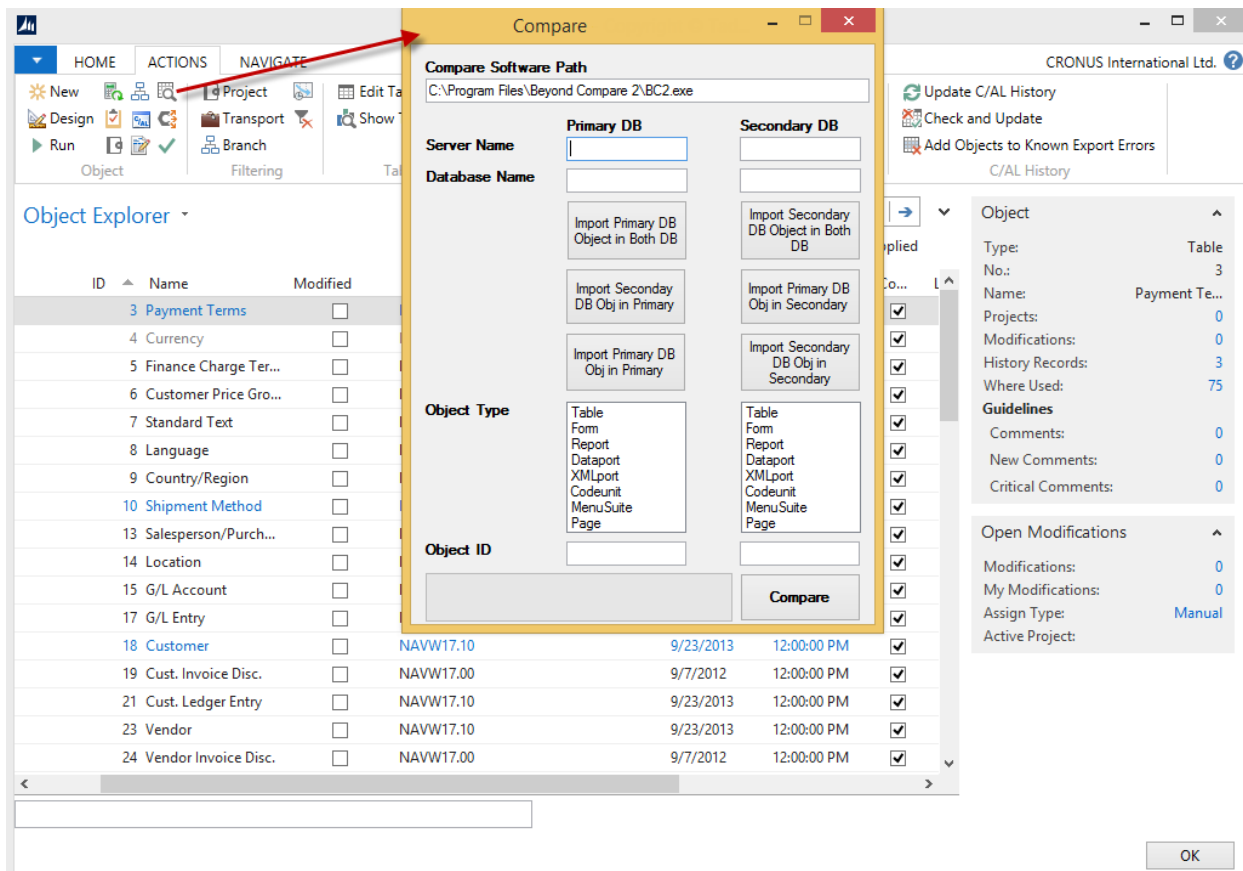 Compare
HOME ACTIONS NAVIGATE
CRONUS International Ltd.
New Project Edit Ta
Design Transport Show T
Run Branch
Object Filtering Tal
Update C/AL History
Check and Update
Add Objects to Known Export Errors
C/AL History
Compare Software Path
C:\Program Files\Beyond Compare 2\BC2.exe
Primary DB Secondary DB
Server Name
Database Name
Import Primary DB
Object in Both DB
Import Secondary
DB Object in Both
DB
Import Seconday
DB Obj in Primary
Import Primary DB
Obj in Secondary
Import Primary DB
Obj in Primary
Import Secondary
DB Obj in
Secondary
Object Type
Table
Form
Report
Dataport
XMLport
Codeunit
MenuSuite
Page
Table
Form
Report
Dataport
XMLport
Codeunit
MenuSuite
Page
Object ID
Compare
Object Explorer
ID Name Modified
3 Payment Terms
4 Currency
5 Finance Charge Ter...
6 Customer Price Gro...
7 Standard Text
8 Language
9 Country/Region
10 Shipment Method
13 Salesperson/Purch...
14 Location
15 G/L Account
17 G/L Entry
18 Customer NAVW17.10 9/23/2013 12:00:00 PM
19 Cust. Invoice Disc. NAVW17.00 9/7/2012 12:00:00 PM
21 Cust. Ledger Entry NAVW17.10 9/23/2013 12:00:00 PM
23 Vendor NAVW17.10 9/23/2013 12:00:00 PM
24 Vendor Invoice Disc. NAVW17.00 9/7/2012 12:00:00 PM
Object
Type: Table
No.: 3
Name: Payment Te...
Projects: 0
Modifications: 0
History Records: 3
Where Used: 75
Guidelines
Comments: 0
New Comments: 0
Critical Comments: 0
Open Modifications
Modifications: 0
My Modifications: 0
Assign Type: Manual
Active Project:
OK